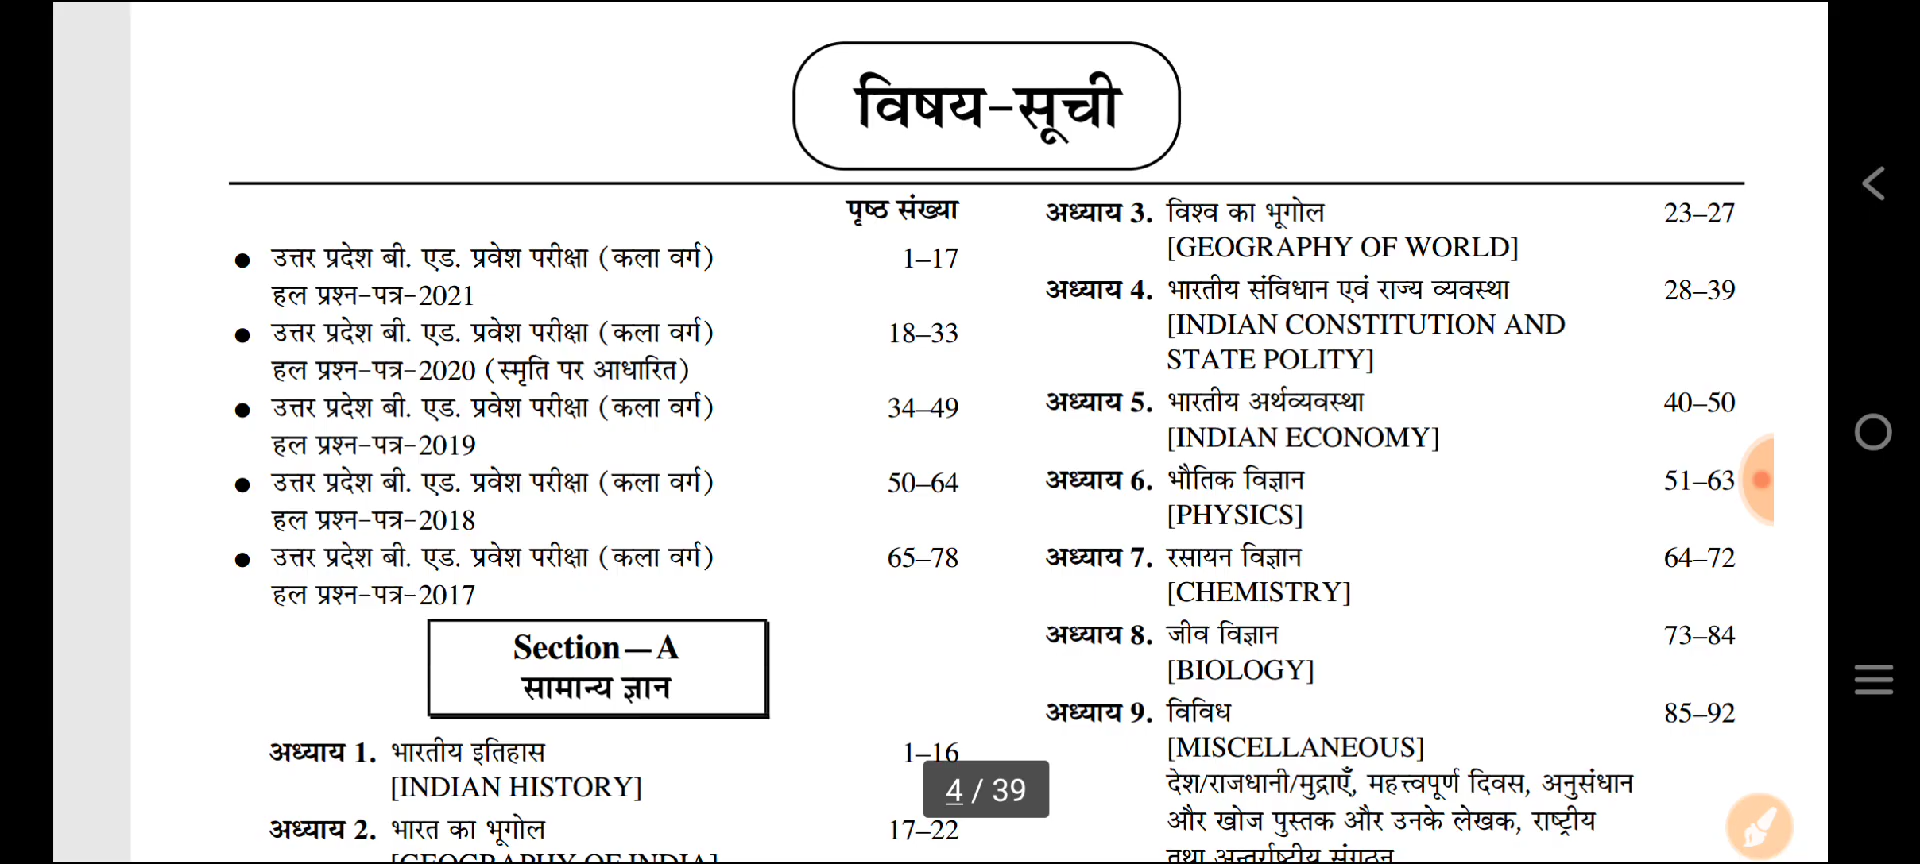 विषय-सूची
पृष्ठ संख्या
● उत्तर प्रदेश बी. एड. प्रवेश परीक्षा (कला वर्ग) 1–17
हल प्रश्न-पत्र-2021
● उत्तर प्रदेश बी. एड. प्रवेश परीक्षा (कला वर्ग) 18–33
हल प्रश्न-पत्र-2020 (स्मृति पर आधारित)
● उत्तर प्रदेश बी. एड. प्रवेश परीक्षा (कला वर्ग) 34–49
हल प्रश्न-पत्र-2019
● उत्तर प्रदेश बी. एड. प्रवेश परीक्षा (कला वर्ग) 50–64
हल प्रश्न-पत्र-2018
● उत्तर प्रदेश बी. एड. प्रवेश परीक्षा (कला वर्ग) 65–78
हल प्रश्न-पत्र-2017
Section—A
सामान्य ज्ञान
अध्याय 1. भारतीय इतिहास 1–16
[INDIAN HISTORY]
अध्याय 2. भारत का भूगोल 17–22
[GEOGRAPHY OF INDIA]
अध्याय 3. विश्व का भूगोल 23–27
[GEOGRAPHY OF WORLD]
अध्याय 4. भारतीय संविधान एवं राज्य व्यवस्था 28–39
[INDIAN CONSTITUTION AND
STATE POLITY]
अध्याय 5. भारतीय अर्थव्यवस्था 40–50
[INDIAN ECONOMY]
अध्याय 6. भौतिक विज्ञान 51–63
[PHYSICS]
अध्याय 7. रसायन विज्ञान 64–72
[CHEMISTRY]
अध्याय 8. जीव विज्ञान 73–84
[BIOLOGY]
अध्याय 9. विविध 85–92
[MISCELLANEOUS]
देश/राजधानी/मुद्राएँ, महत्त्वपूर्ण दिवस, अनुसंधान
और खोज पुस्तक और उनके लेखक, राष्ट्रीय
तथा अन्तर्राष्ट्रीय संगठन
4 / 39